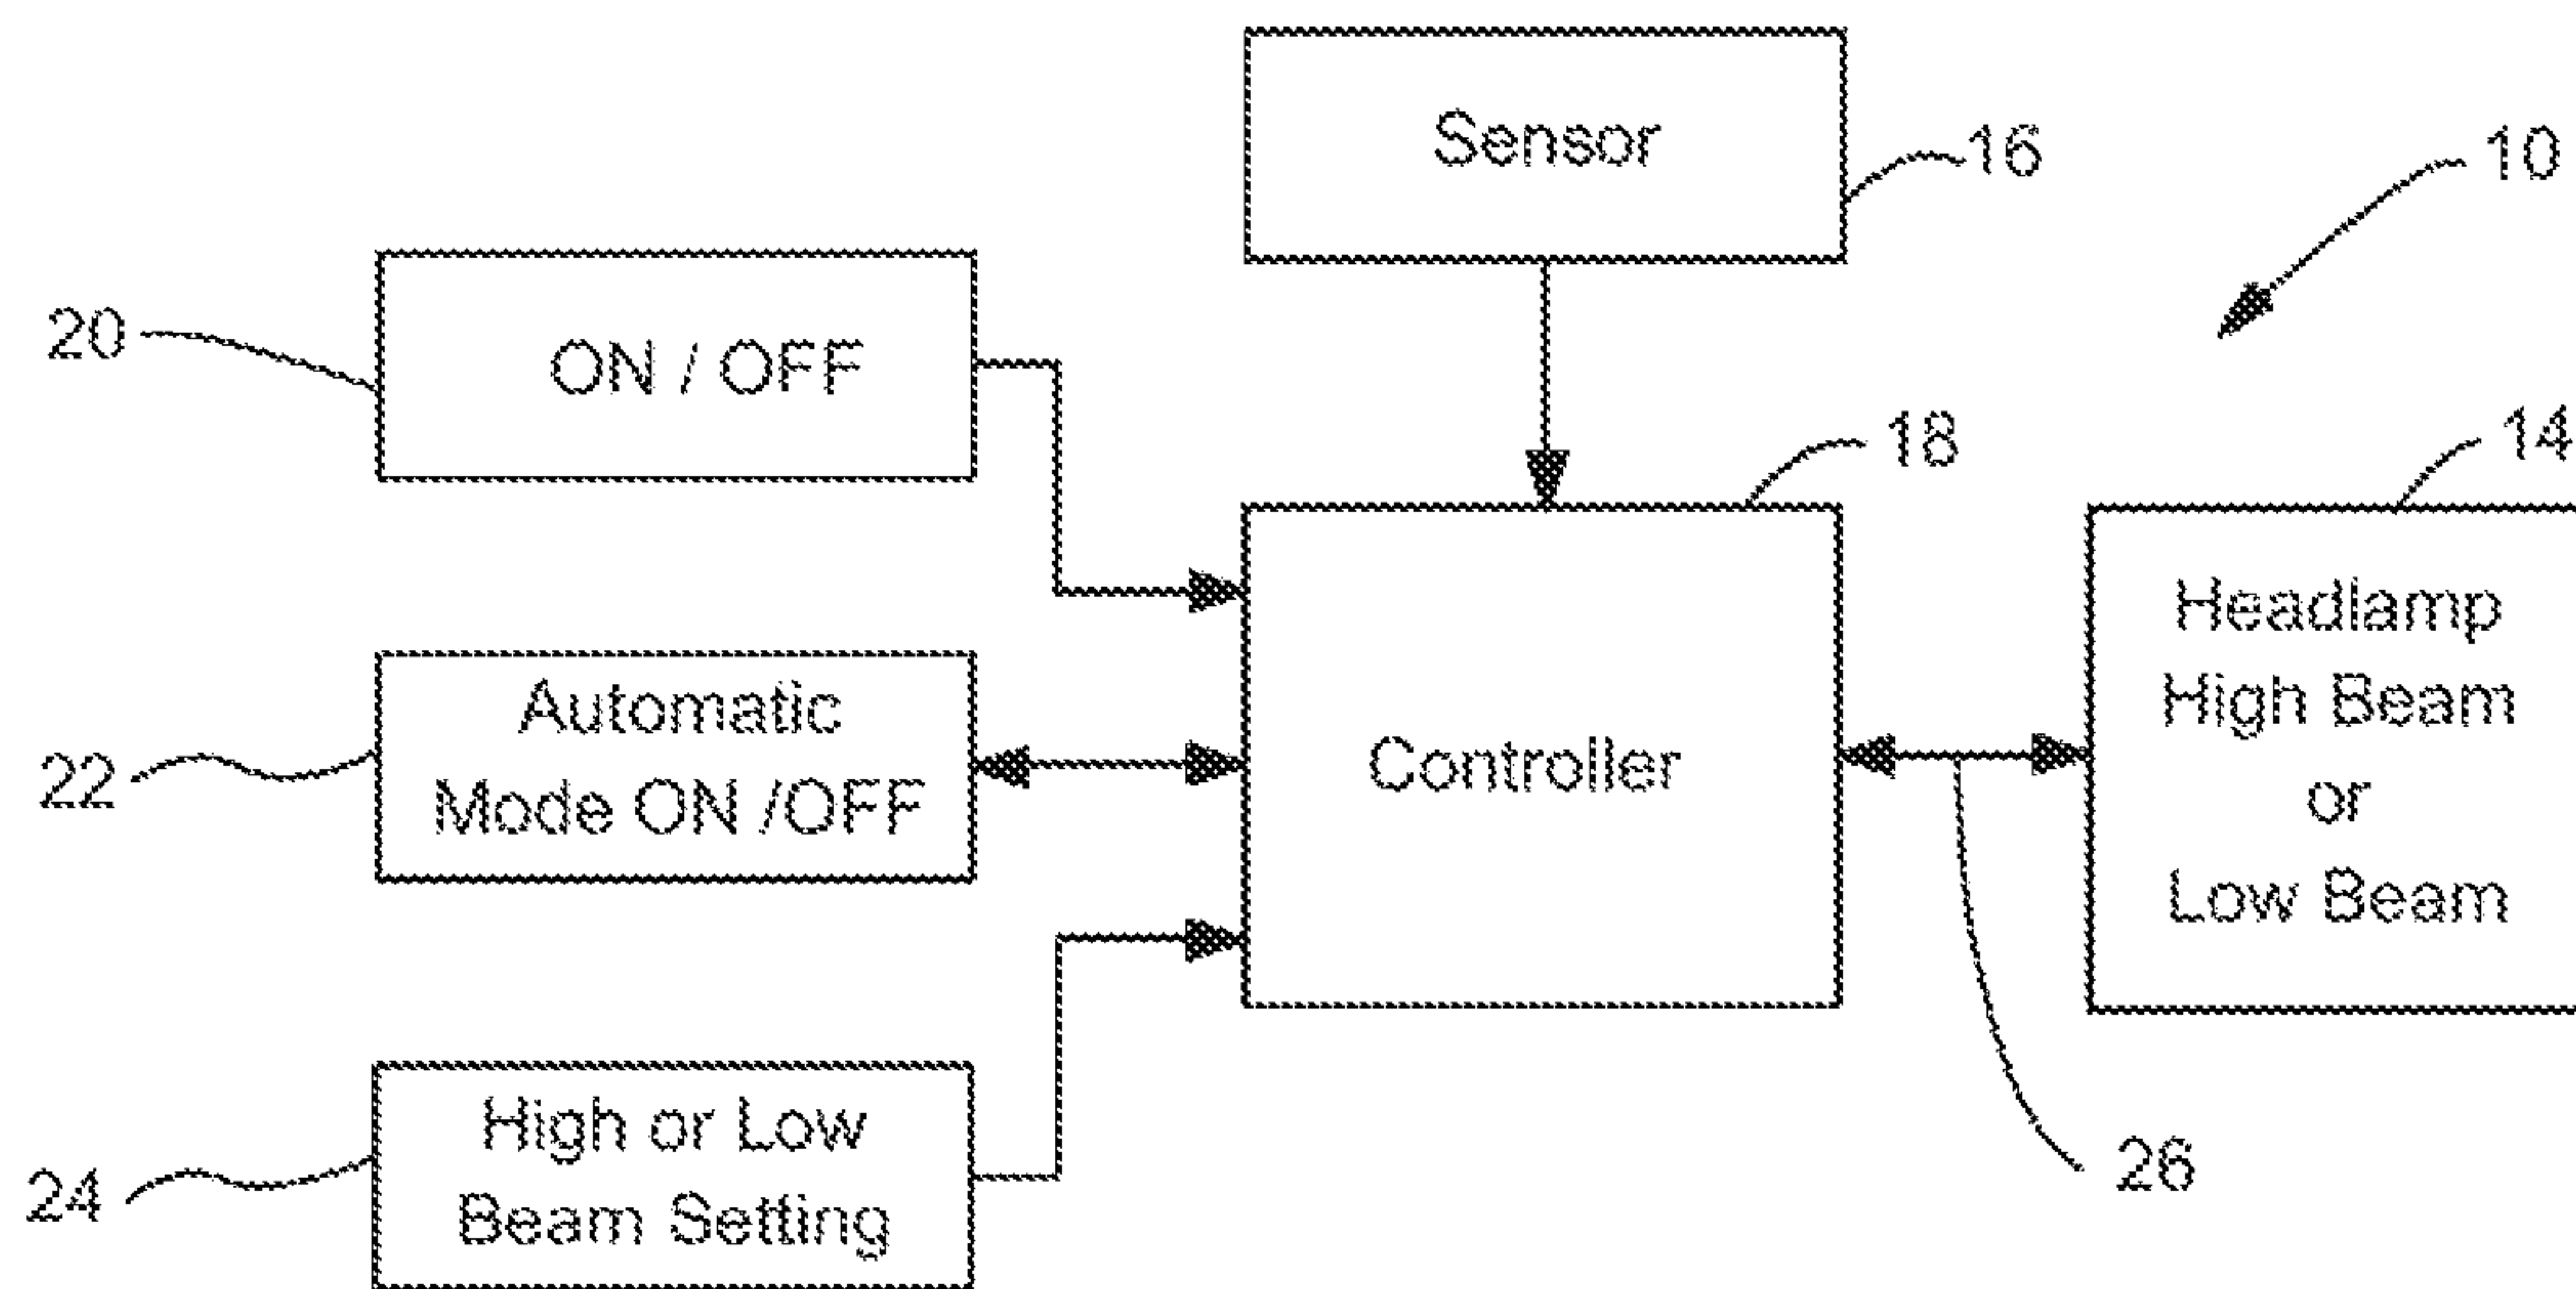 Sensor
16
10
20
ON / OFF
18
14
Automatic
Mode ON /OFF
22
Controller
Headlamp
High Beam
or
Low Beam
High or Low
Beam Setting
24
26